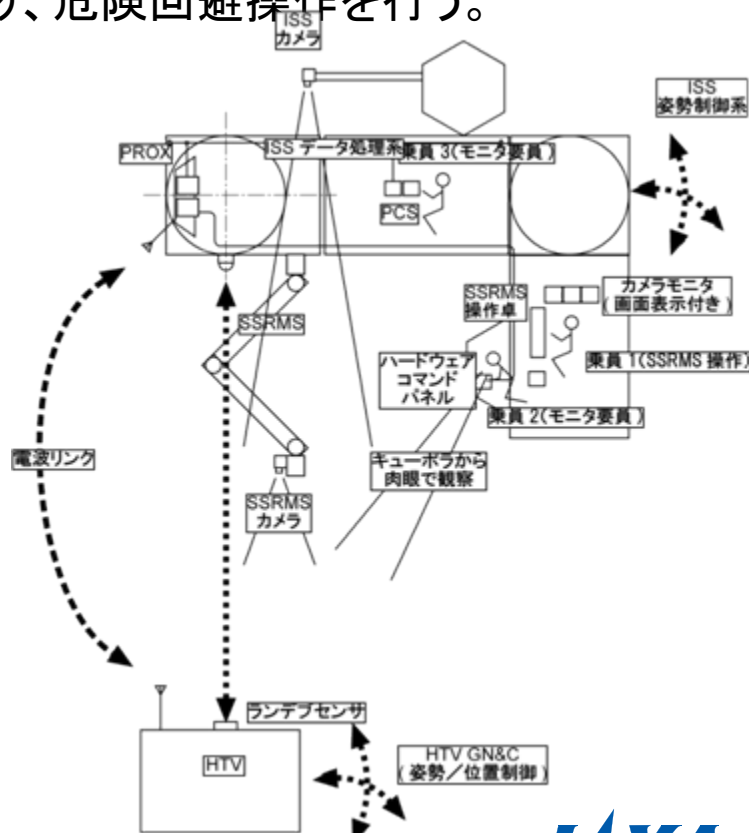 め、危険回避操作を行う。
ISS
カメラ
ISS
姿勢制御系
PROX
ISS データ処理系
乗員 3(モニタ要員)
PCS
SSRMS
操作卓
カメラモニタ
(画面表示付き)
SSRMS
ハードウェア
コマンド
パネル
乗員 1(SSRMS 操作)
乗員 2(モニタ要員)
電波リンク
キューポラから
肉眼で観察
SSRMS
カメラ
ランデブセンサ
HTV
HTV GN&C
(姿勢/位置制御)